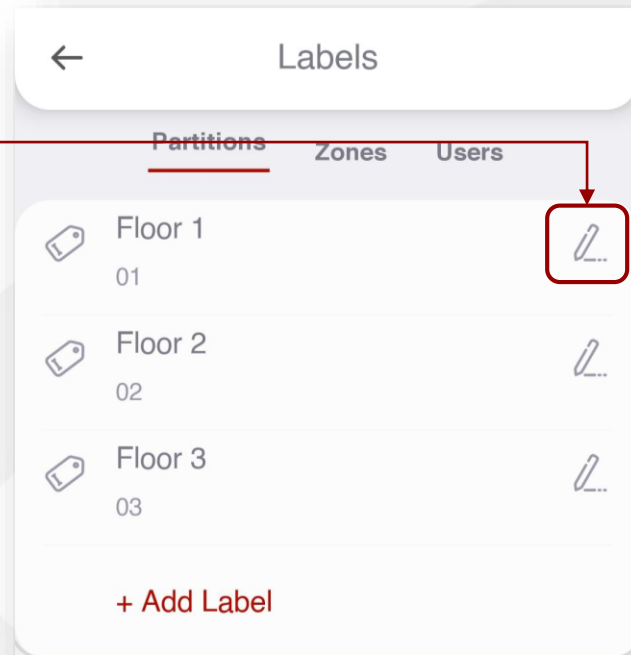 Labels
Partitions Zones Users
Floor 1
01
Floor 2
02
Floor 3
03
+ Add Label